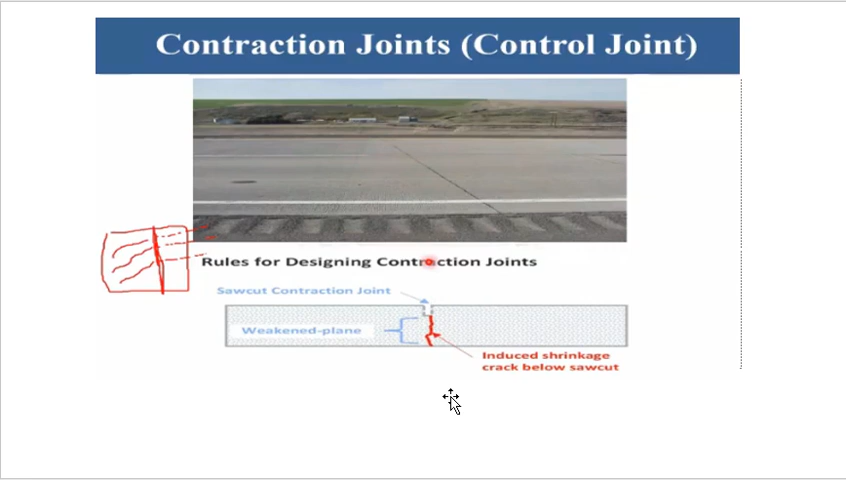 Contraction Joints (Control Joint)
Rules for Designing Contraction Joints
Sawcut Contraction Joint
Weakened-plane
Induced shrinkage
crack below sawcut